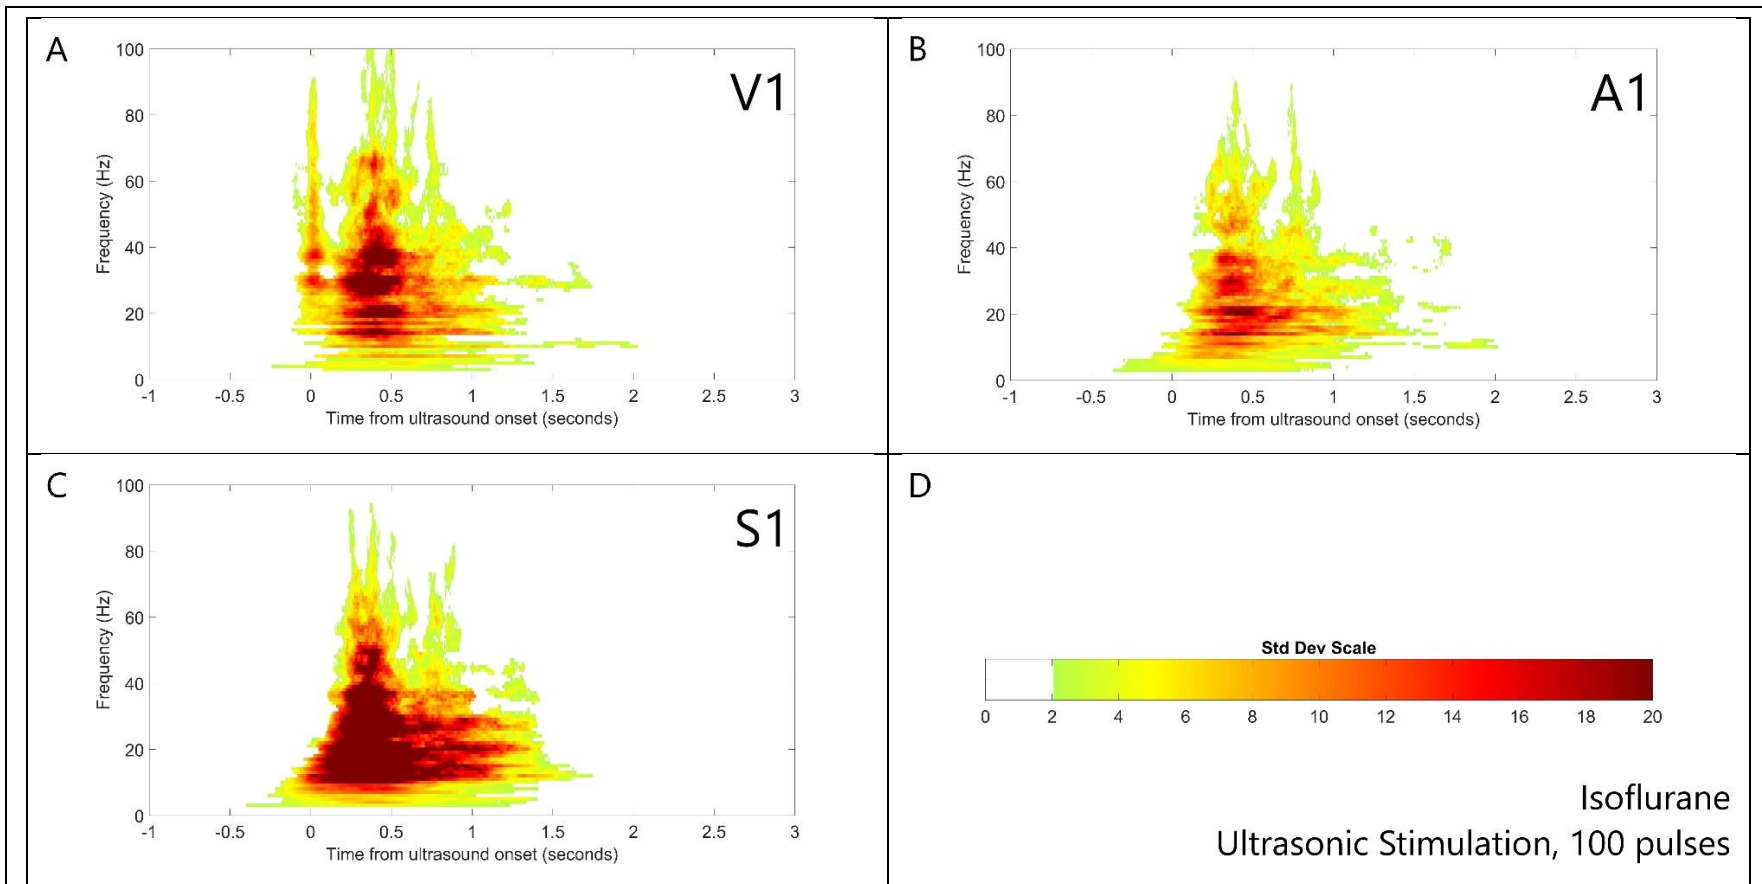 A
V1
100
80
60
40
20
0
Frequency (Hz)
-1 -0.5 0 0.5 1 1.5 2 2.5 3
Time from ultrasound onset (seconds)
B
A1
100
80
60
40
20
0
Frequency (Hz)
-1 -0.5 0 0.5 1 1.5 2 2.5 3
Time from ultrasound onset (seconds)
C
S1
100
80
60
40
20
0
Frequency (Hz)
-1 -0.5 0 0.5 1 1.5 2 2.5 3
Time from ultrasound onset (seconds)
D
Std Dev Scale
0 2 4 6 8 10 12 14 16 18 20
Isoflurane
Ultrasonic Stimulation, 100 pulses